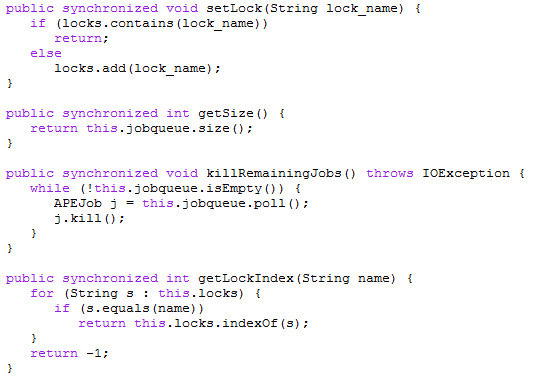 public synchronized void setLock(String lock_name) {
   if (locks.contains(lock_name))
      return;
   else
      locks.add(lock_name);
}

public synchronized int getSize() {
   return this.jobqueue.size();
}

public synchronized void killRemainingJobs() throws IOException {
   while (!this.jobqueue.isEmpty()) {
      APEJob j = this.jobqueue.poll();
      j.kill();
   }
}

public synchronized int getLockIndex(String name) {
   for (String s : this.locks) {
      if (s.equals(name))
         return this.locks.indexOf(s);
   }
   return -1;
}